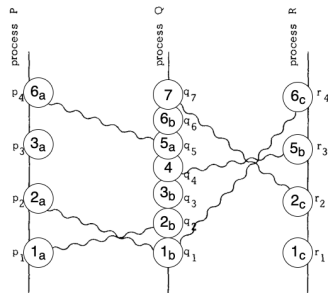 process P
process Q
process R
p4 6a 7 q7 6c r4
6b q6
p3 3a 5a q5 5b r3
4 q4
p2 2a 3b q3 2c r2
2b q2
p1 1a 1b q1 1c r1